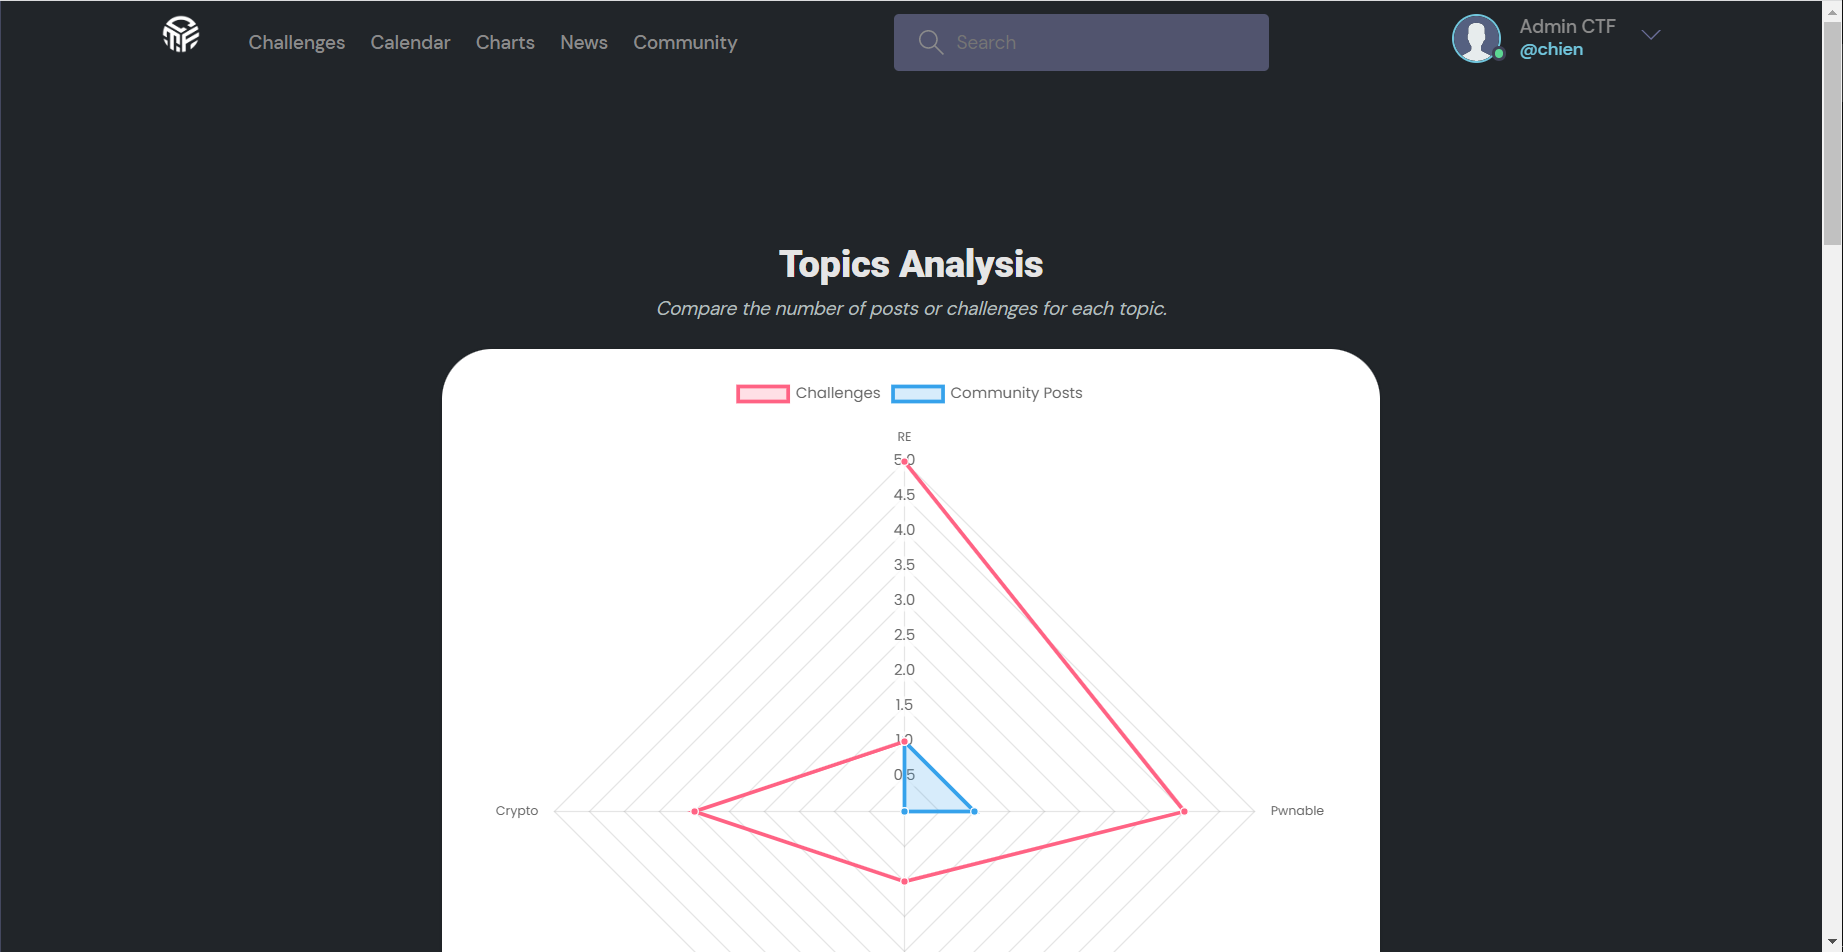 Challenges Calendar Charts News Community
Search
Admin CTF
@chien
Topics Analysis
Compare the number of posts or challenges for each topic.
Challenges Community Posts
RE
5.0
4.5
4.0
3.5
3.0
2.5
2.0
1.5
1.0
0.5
Crypto
Pwnable